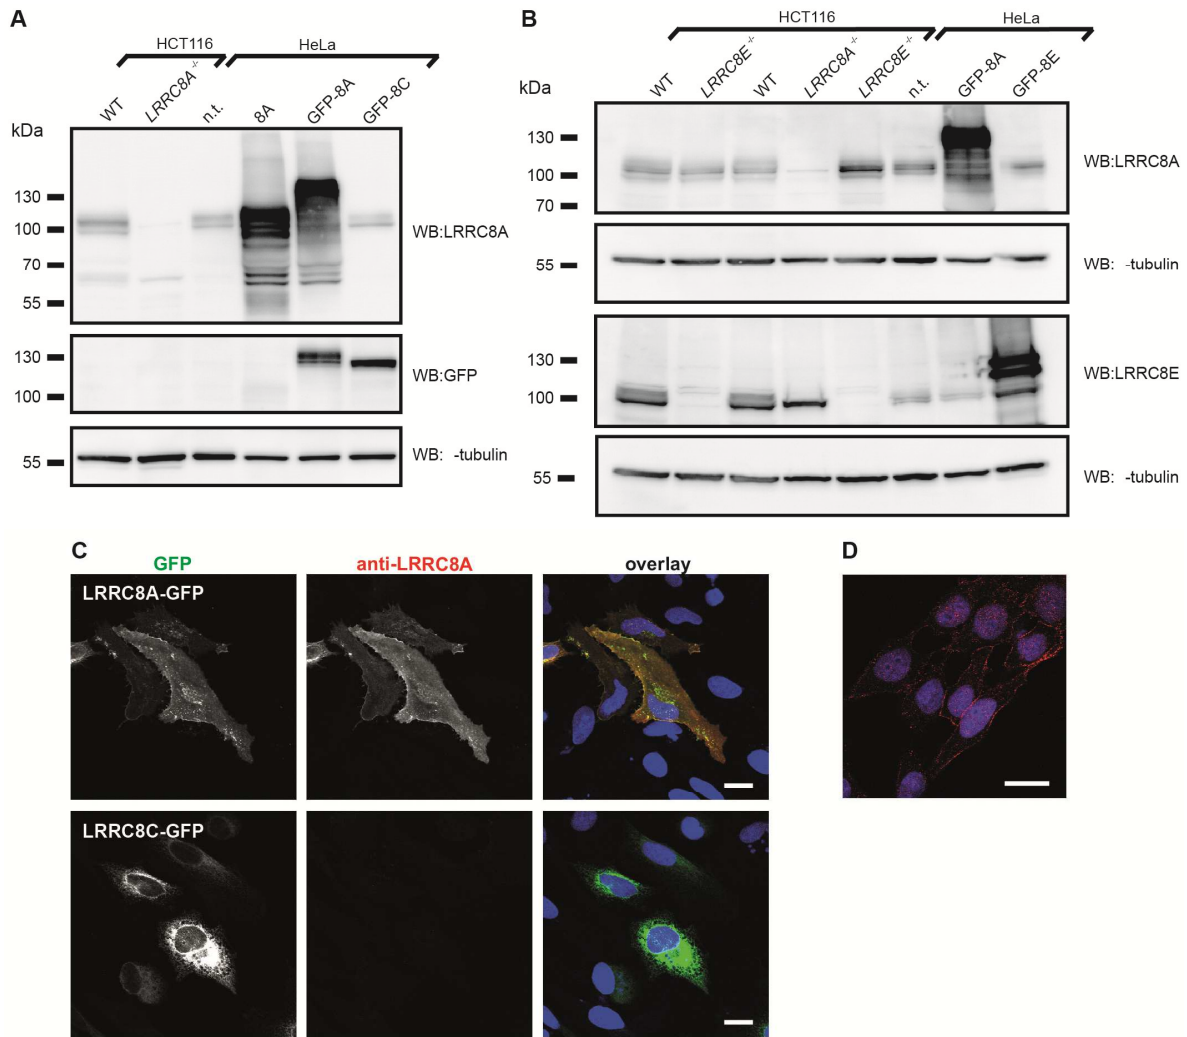 A
HCT116
HeLa
WT
LRRC8A-/-
n.t.
8A
GFP-8A
GFP-8C
kDa
130
100
70
55
WB:LRRC8A
130
100
WB:GFP
55
WB: -tubulin
B
HCT116
HeLa
WT
LRRC8E-/-
WT
LRRC8A-/-
LRRC8E-/-
n.t.
GFP-8A
GFP-8E
kDa
130
100
70
WB:LRRC8A
55
WB: -tubulin
130
100
WB:LRRC8E
55
WB: -tubulin
C
GFP
anti-LRRC8A
overlay
LRRC8A-GFP
LRRC8C-GFP
D